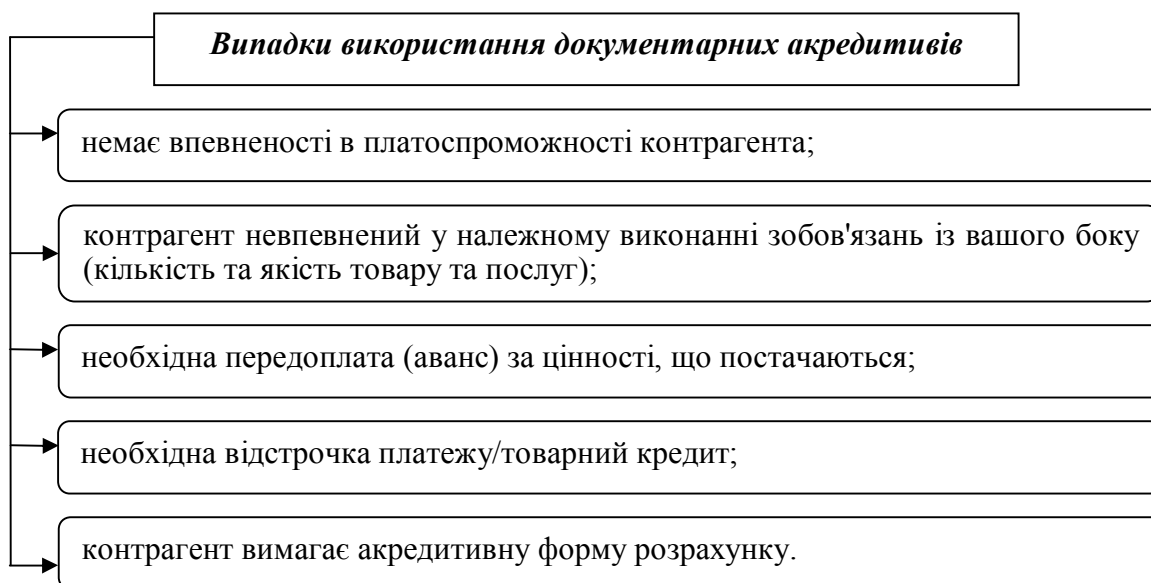 Випадки використання документарних акредитивів
немає впевненості в платоспроможності контрагента;
контрагент невпевнений у належному виконанні зобов'язань із вашого боку
(кількість та якість товару та послуг);
необхідна передоплата (аванс) за цінності, що постачаються;
необхідна відстрочка платежу/товарний кредит;
контрагент вимагає акредитивну форму розрахунку.